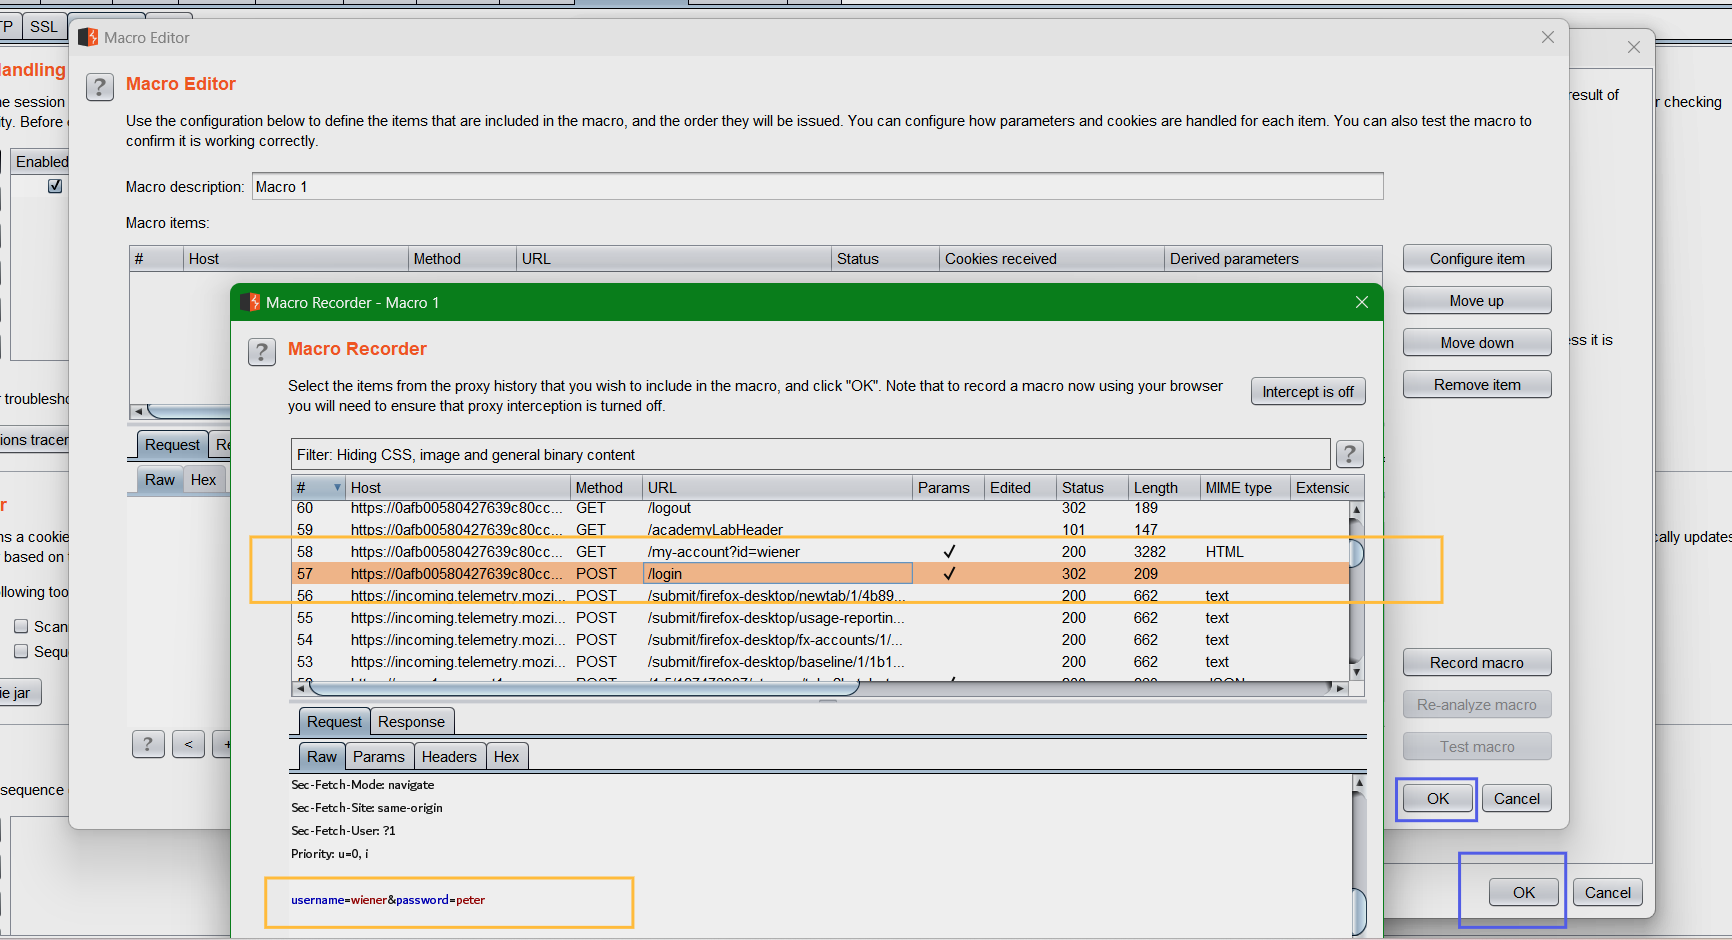 TP
SSL
Macro Editor
Macro Editor
?
Use the configuration below to define the items that are included in the macro, and the order they will be issued. You can configure how parameters and cookies are handled for each item. You can also test the macro to
confirm it is working correctly.
Macro description:
Macro 1
Macro items:
# Host Method URL Status Cookies received Derived parameters
Configure item
Move up
Move down
Remove item
Request
Raw Hex
Macro Recorder - Macro 1
?
Macro Recorder
Select the items from the proxy history that you wish to include in the macro, and click "OK". Note that to record a macro now using your browser
you will need to ensure that proxy interception is turned off.
Intercept is off
Filter: Hiding CSS, image and general binary content
?
# Host Method URL Params Edited Status Length MIME type Extensic
60 https://0afb00580427639c80cc... GET /logout 302 189
59 https://0afb00580427639c80cc... GET /academyLabHeader 101 147
58 https://0afb00580427639c80cc... GET /my-account?id=wiener ✓ 200 3282 HTML
57 https://0afb00580427639c80cc... POST /login ✓ 302 209
56 https://incoming.telemetry.mozi... POST /submit/firefox-desktop/newtab/1/4b89... 200 662 text
55 https://incoming.telemetry.mozi... POST /submit/firefox-desktop/usage-reportin... 200 662 text
54 https://incoming.telemetry.mozi... POST /submit/firefox-desktop/fx-accounts/1/... 200 662 text
53 https://incoming.telemetry.mozi... POST /submit/firefox-desktop/baseline/1/1b1... 200 662 text
Request Response
Raw Params Headers Hex
Sec-Fetch-Mode: navigate
Sec-Fetch-Site: same-origin
Sec-Fetch-User: ?1
Priority: u=0, i
username=wiener&password=peter
Record macro
Re-analyze macro
Test macro
OK Cancel
OK Cancel
? < +
andling
e session
ity. Before
Enabled
troublesho
ions tracer
r
ns a cookie
based on
llowing too
Scan
Sequ
ie jar
sequence
result of
r checking
ss it is
cally updates